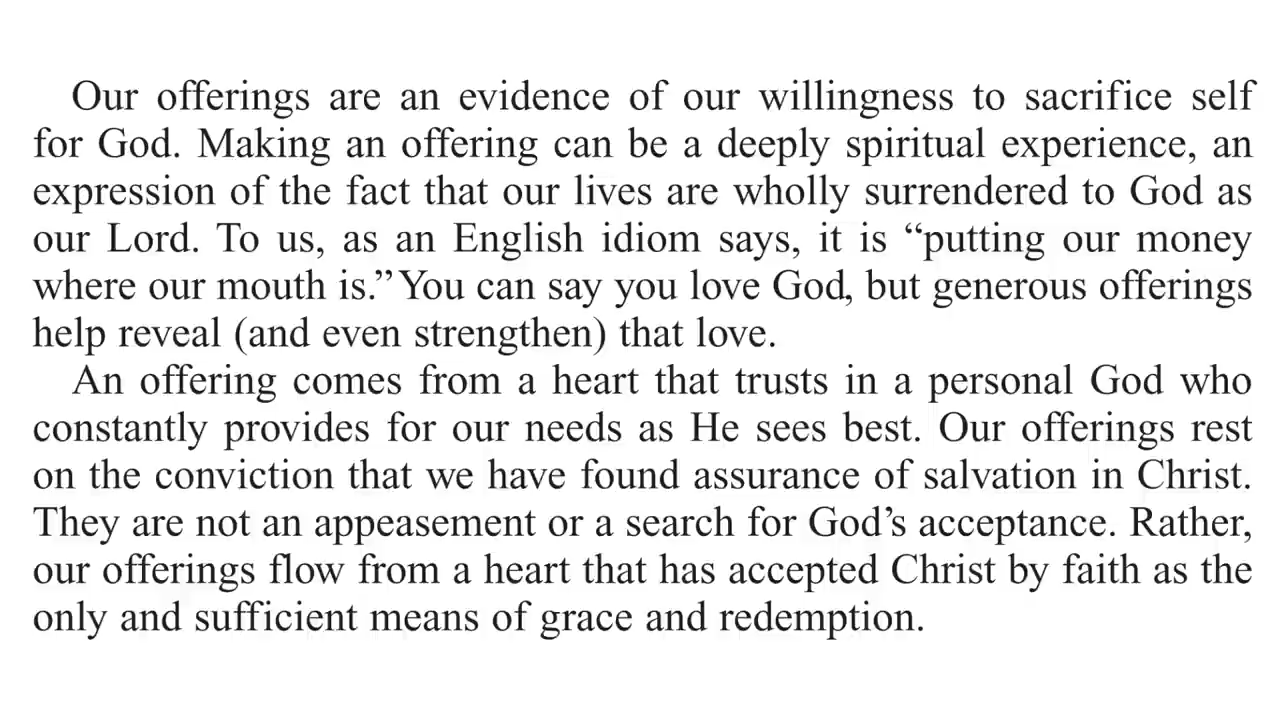 Our offerings are an evidence of our willingness to sacrifice self
for God. Making an offering can be a deeply spiritual experience, an
expression of the fact that our lives are wholly surrendered to God as
our Lord. To us, as an English idiom says, it is “putting our money
where our mouth is.” You can say you love God, but generous offerings
help reveal (and even strengthen) that love.
An offering comes from a heart that trusts in a personal God who
constantly provides for our needs as He sees best. Our offerings rest
on the conviction that we have found assurance of salvation in Christ.
They are not an appeasement or a search for God’s acceptance. Rather,
our offerings flow from a heart that has accepted Christ by faith as the
only and sufficient means of grace and redemption.